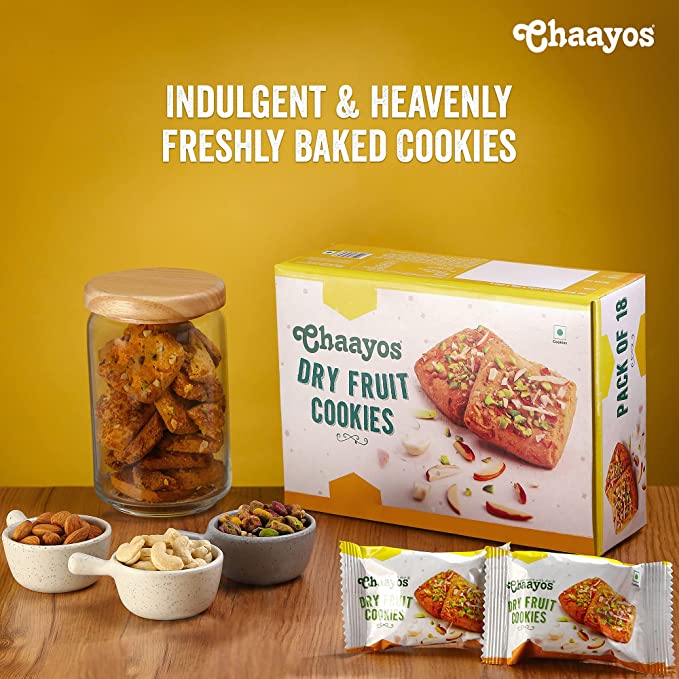 Chaayos
INDULGENT & HEAVENLY
FRESHLY BAKED COOKIES
Chaayos
DRY FRUIT
COOKIES
Cookies
PACK OF 18
Chaayos
DRY FRUIT
COOKIES
Chaayos
DRY FRUIT
COOKIES